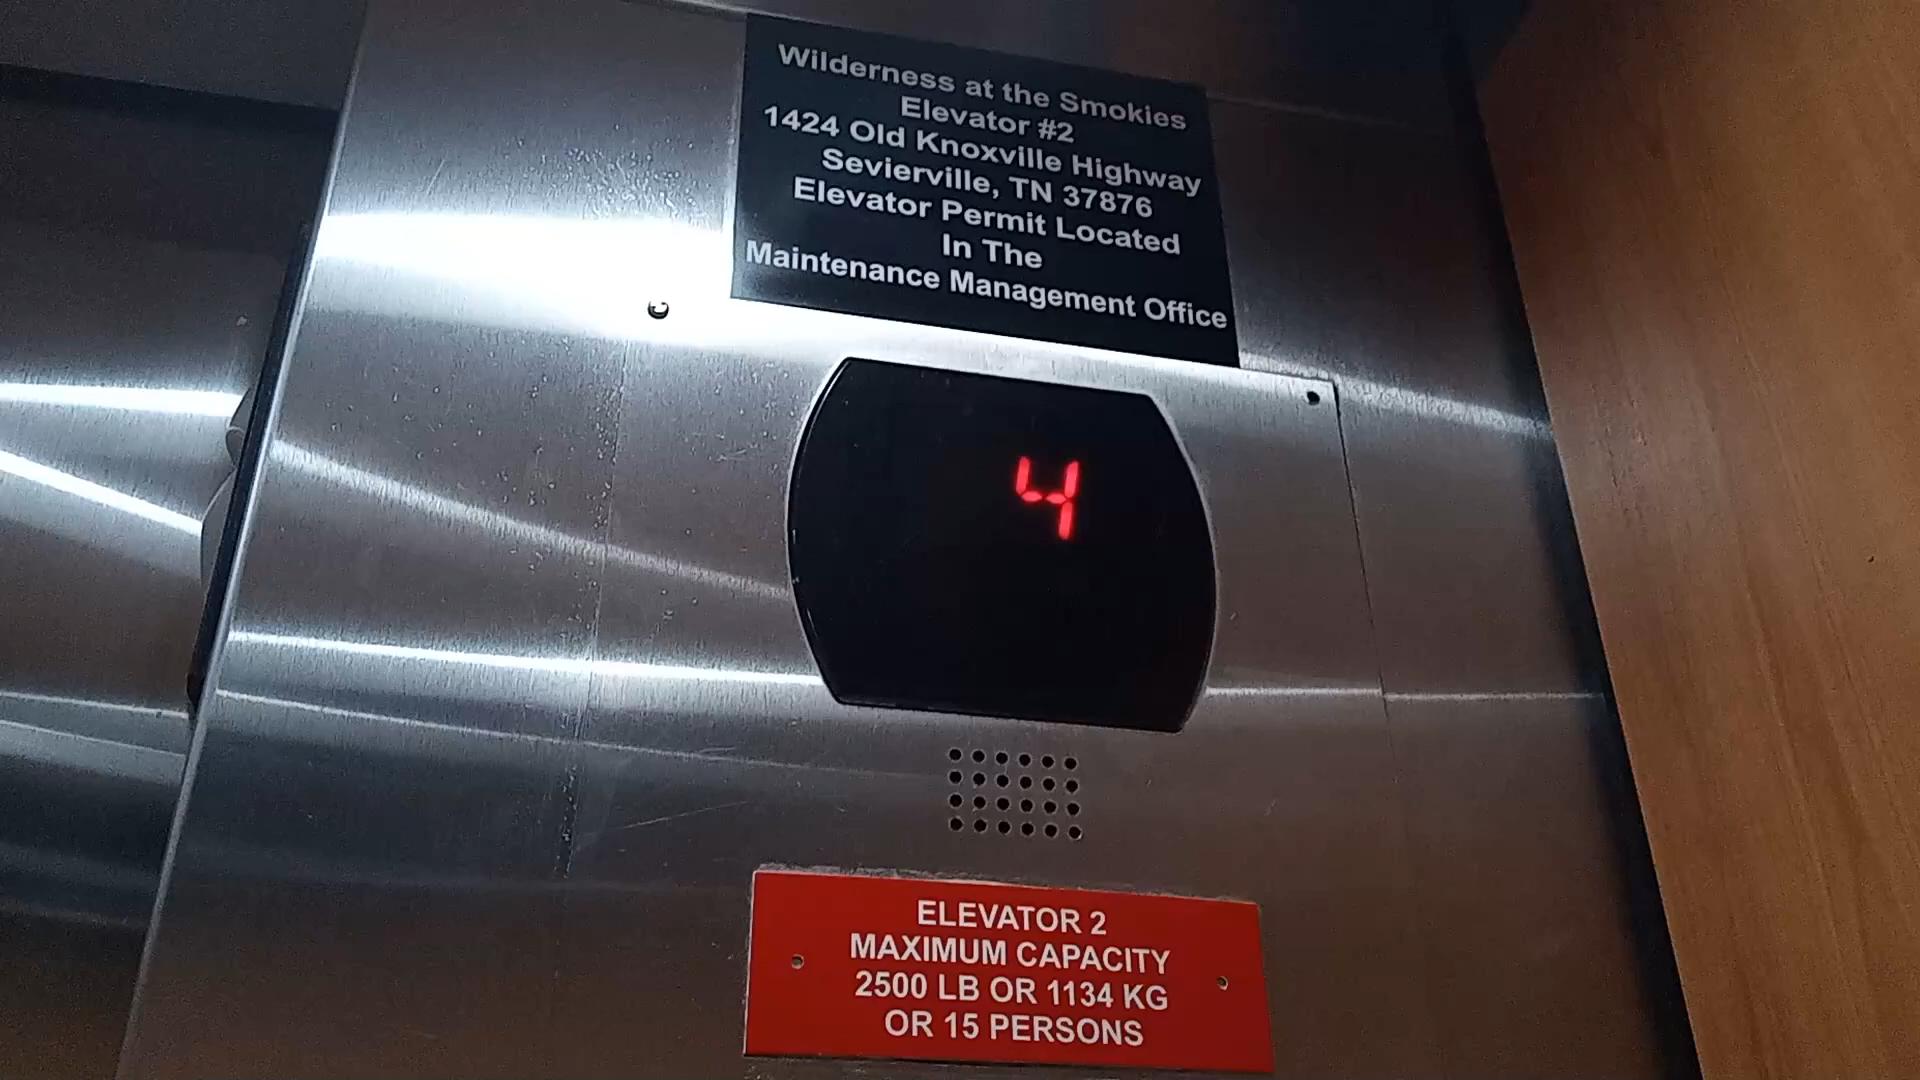 Wilderness at the Smokies
Elevator #2
1424 Old Knoxville Highway
Sevierville, TN 37876
Elevator Permit Located
In The
Maintenance Management Office
4
ELEVATOR 2
MAXIMUM CAPACITY
2500 LB OR 1134 KG
OR 15 PERSONS